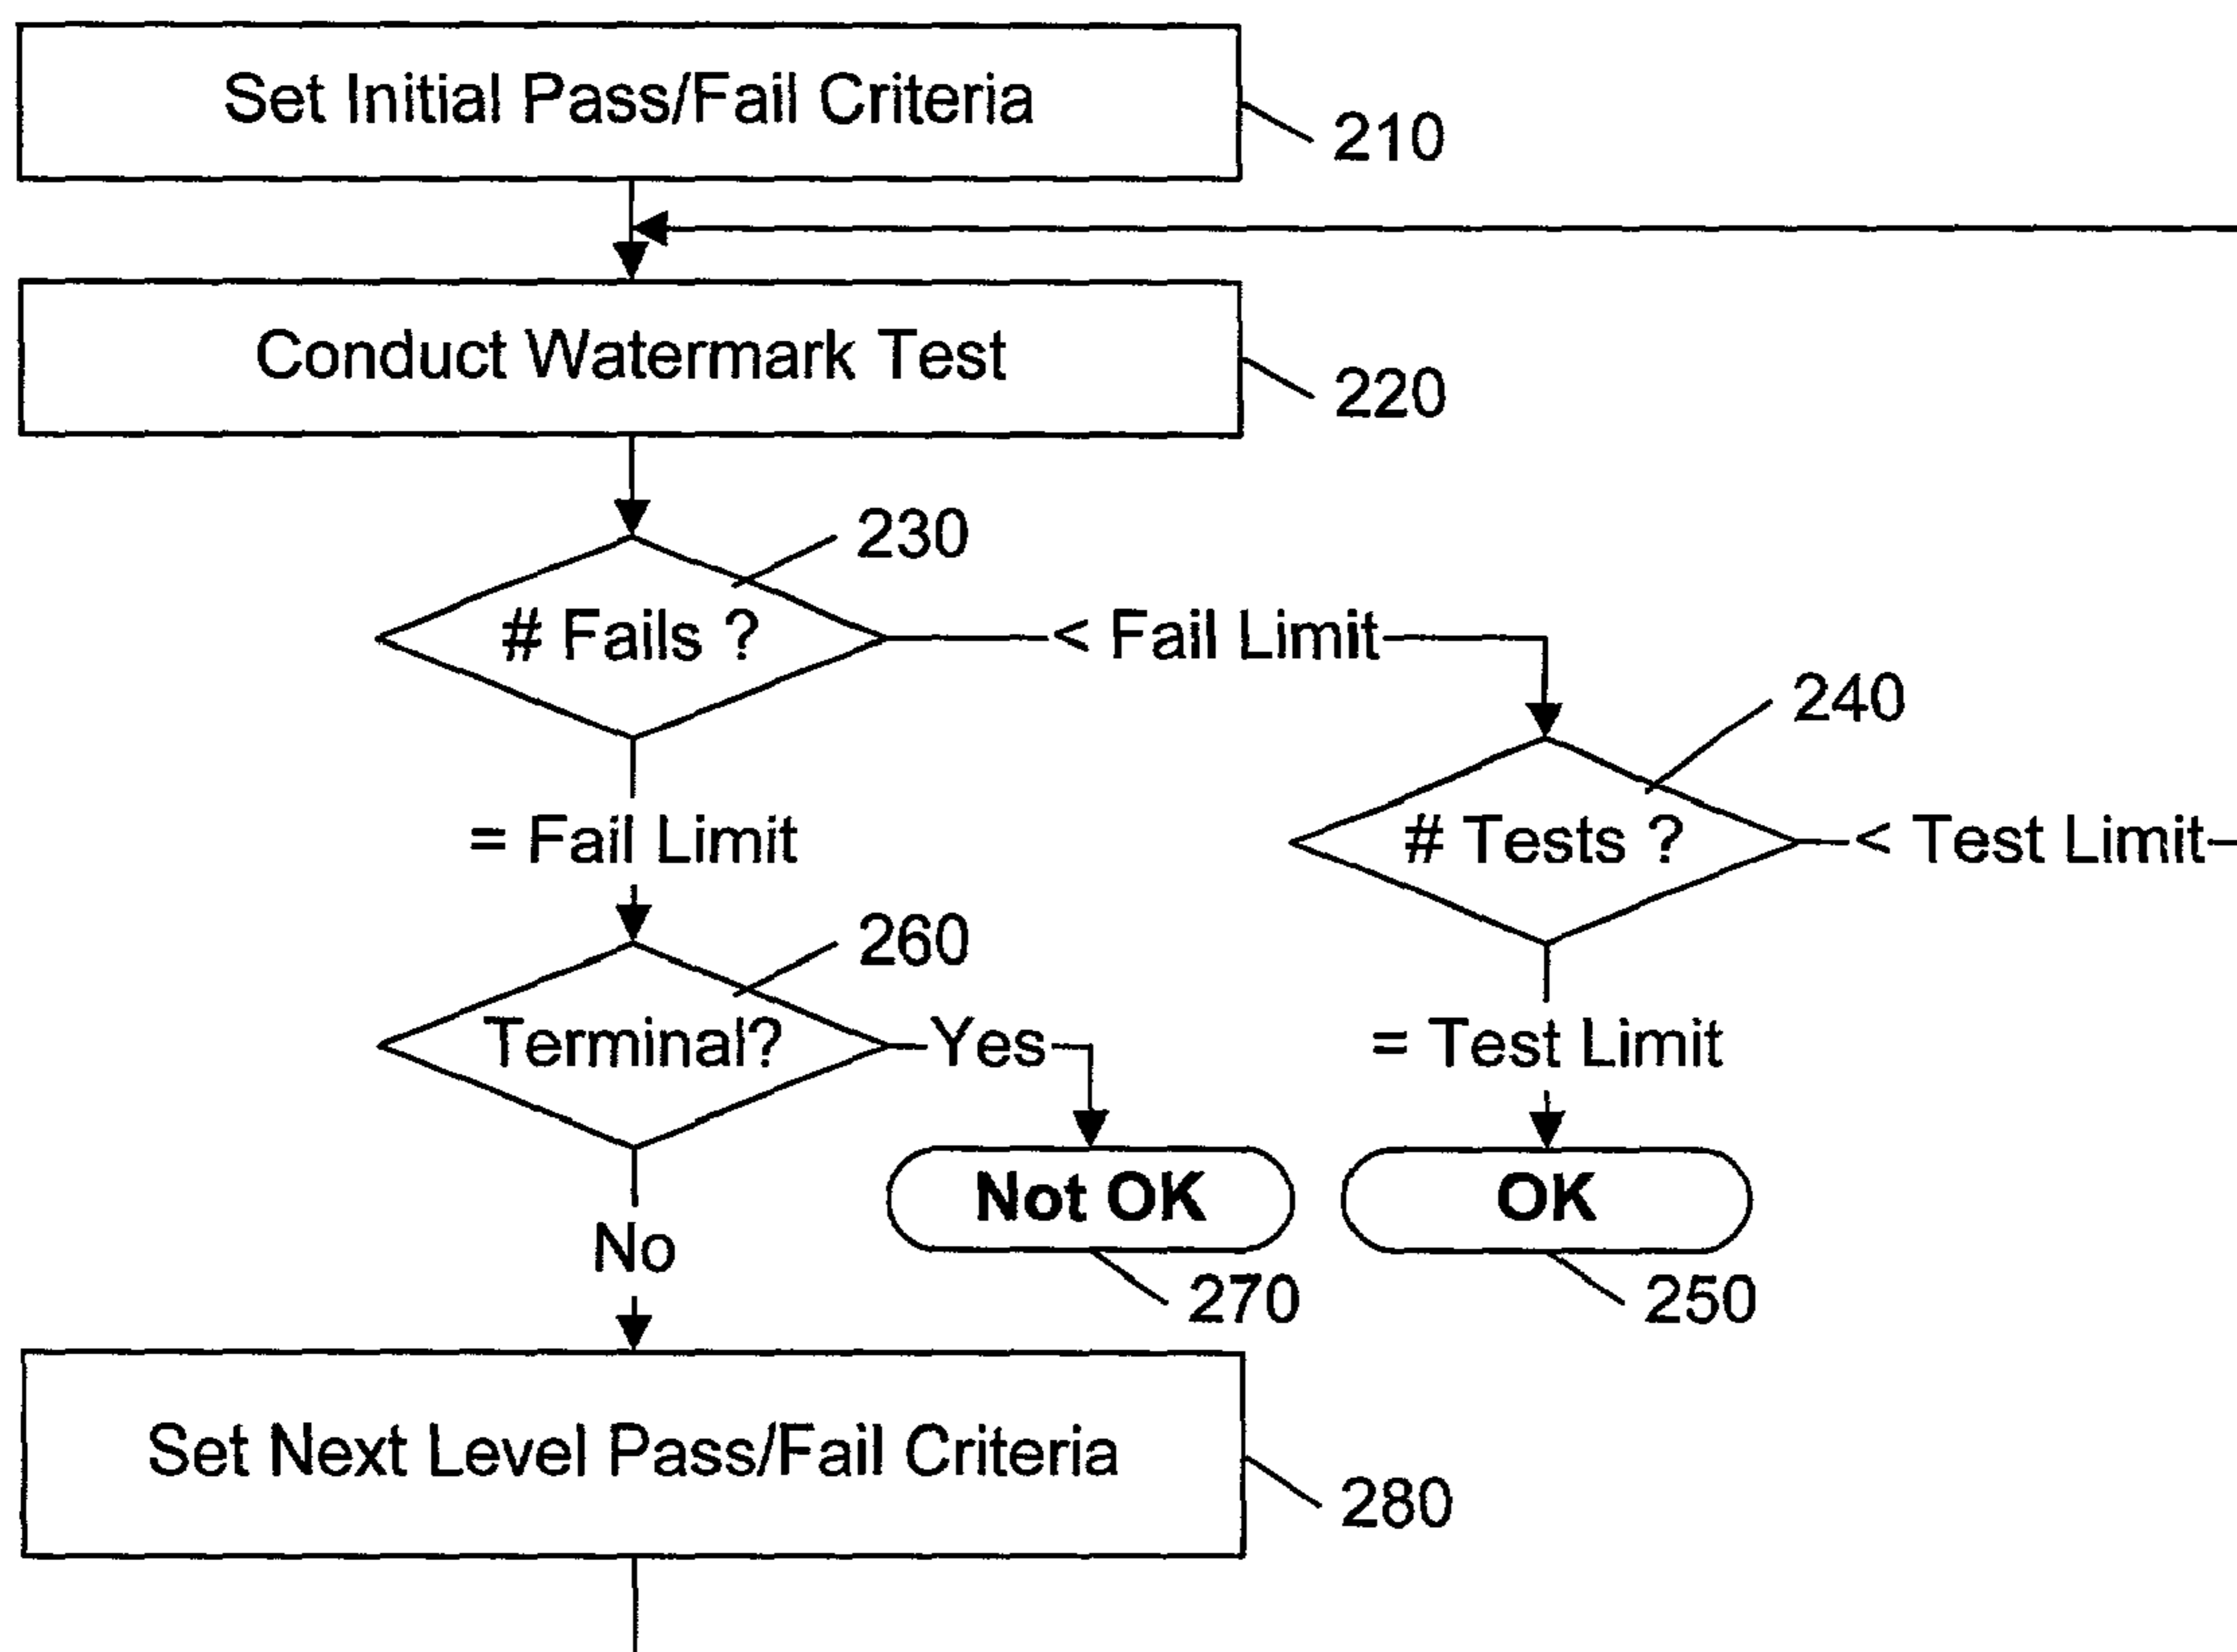 Set Initial Pass/Fail Criteria
210
Conduct Watermark Test
220
230
# Fails ?
< Fail Limit
240
# Tests ?
< Test Limit
= Fail Limit
260
Terminal?
Yes
= Test Limit
Not OK
OK
No
270
250
Set Next Level Pass/Fail Criteria
280